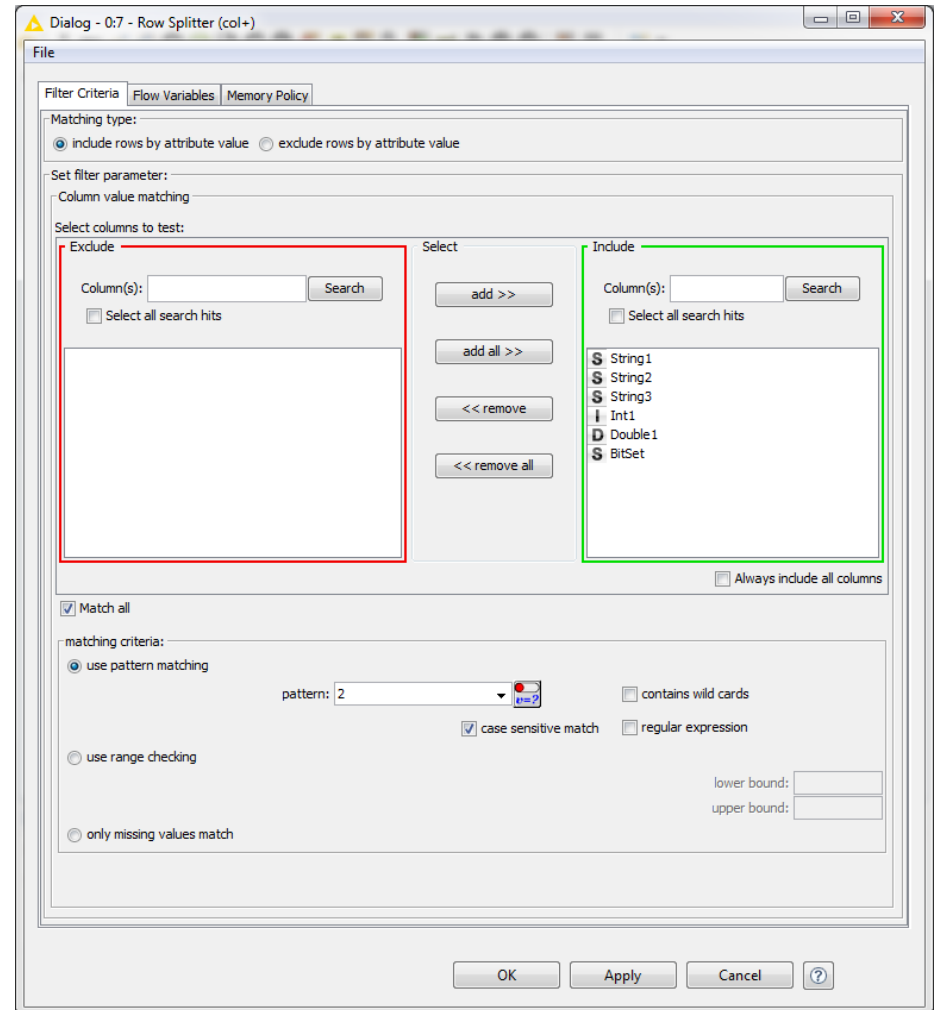 Dialog - 0:7 - Row Splitter (col+)
File
Filter Criteria Flow Variables Memory Policy
Matching type:
include rows by attribute value exclude rows by attribute value
Set filter parameter:
Column value matching
Select columns to test:
Exclude Select Include
Column(s): Search add >> Column(s): Search
Select all search hits Select all search hits
add all >>
S String1
S String2
S String3
<< remove I Int1
D Double1
<< remove all S BitSet
Always include all columns
Match all
matching criteria:
use pattern matching
pattern: 2 v=? contains wild cards
case sensitive match regular expression
use range checking
lower bound:
upper bound:
only missing values match
OK Apply Cancel ?